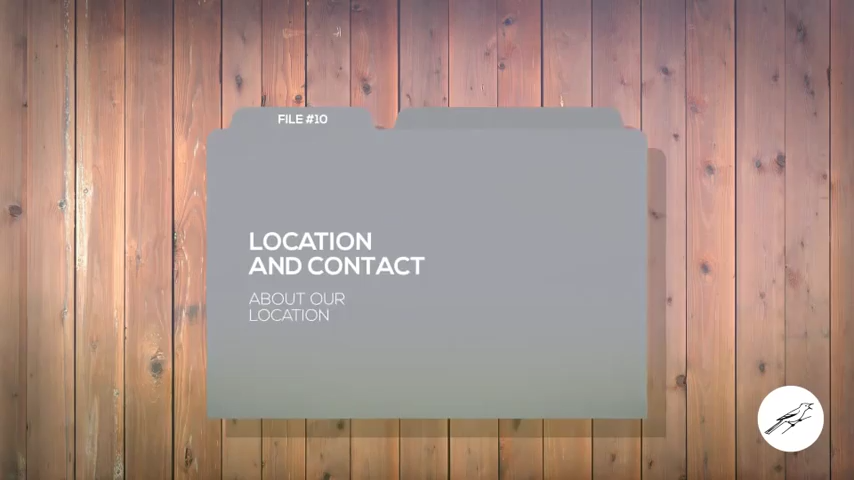 FILE #10
LOCATION
AND CONTACT
ABOUT OUR
LOCATION